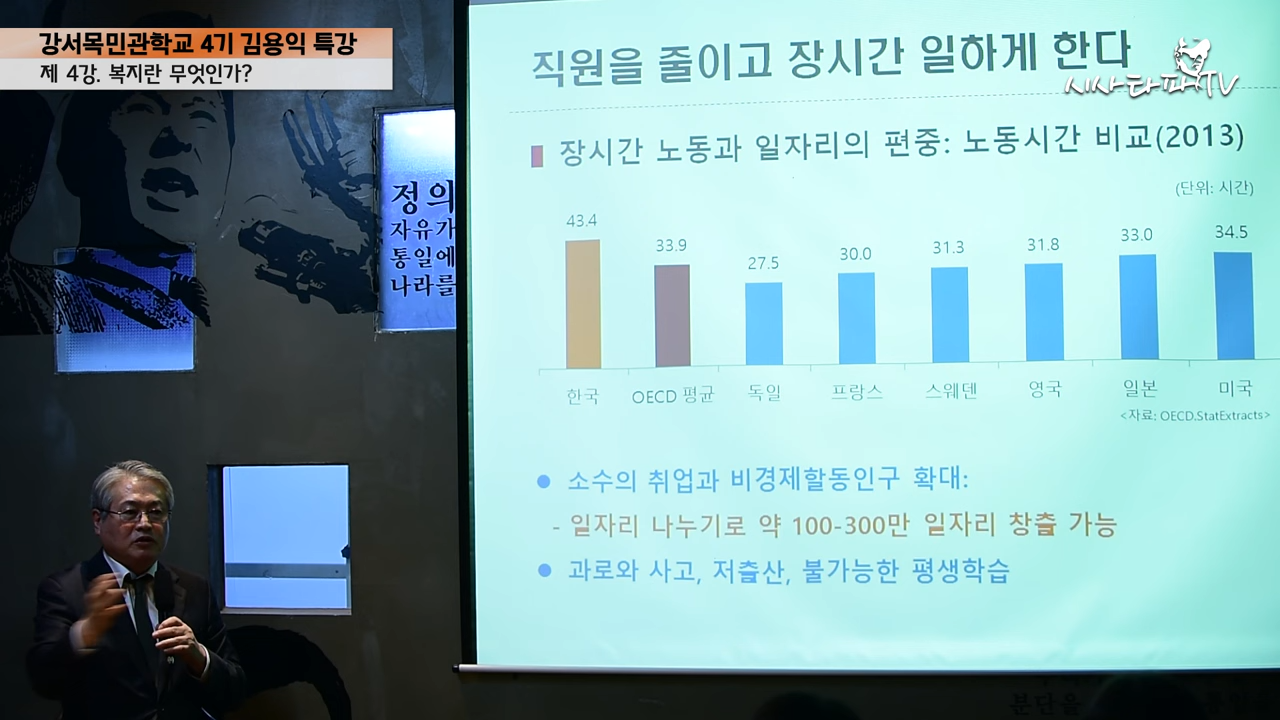 강서목민관학교 4기 김용익 특강
제 4강. 복지란 무엇인가?
시사타파TV
정의
자유가
통일에
나라를
직원을 줄이고 장시간 일하게 한다
장시간 노동과 일자리의 편중: 노동시간 비교(2013)
(단위: 시간)
43.4 33.9 27.5 30.0 31.3 31.8 33.0 34.5
한국 OECD 평균 독일 프랑스 스웨덴 영국 일본 미국
<자료: OECD.StatExtracts>
● 소수의 취업과 비경제할동인구 확대:
- 일자리 나누기로 약 100-300만 일자리 창출 가능
● 과로와 사고, 저출산, 불가능한 평생학습
분단을